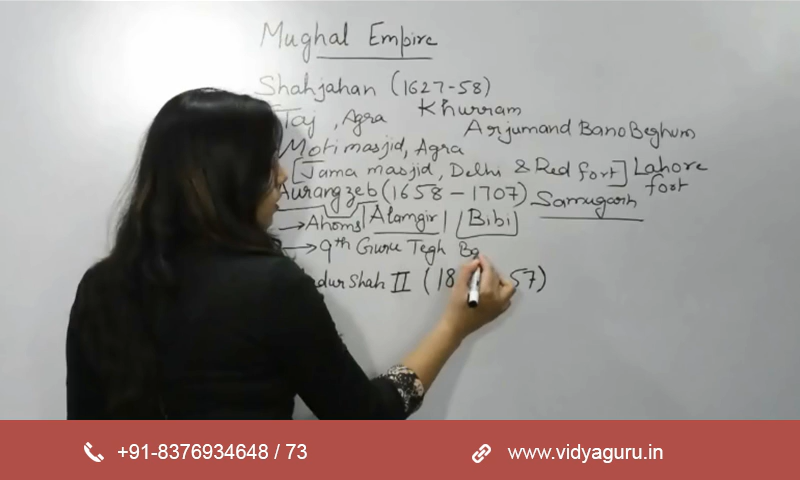 Mughal Empire
Shahjahan (1627-58)
Taj, Agra Khurram
Arjumand Bano Beghum
Moti masjid, Agra
[Jama masjid, Delhi & Red fort] Lahore fort
Aurangzeb (1658 - 1707) Samugarh
→ Ahoms | Alamgir | Bibi
→ 9th Guru Tegh Ba
dur Shah II (18 57)
+91-8376934648 / 73
www.vidyaguru.in